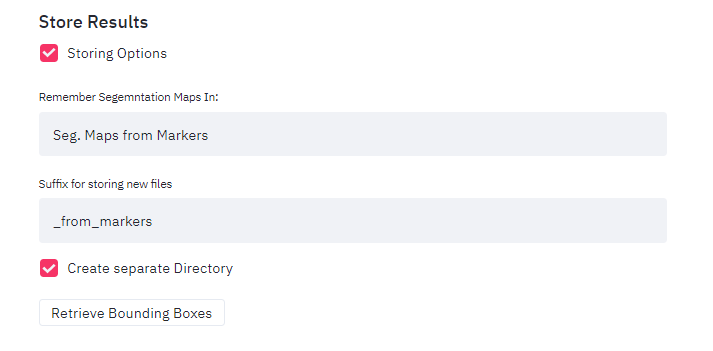 Store Results
Storing Options
Remember Segemntation Maps In:
Seg. Maps from Markers
Suffix for storing new files
_from_markers
Create separate Directory
Retrieve Bounding Boxes